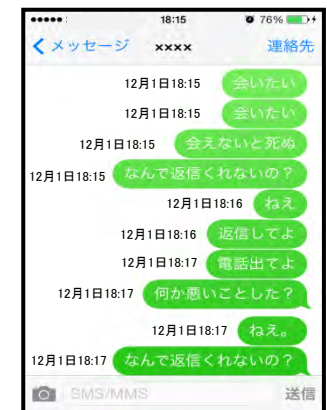 18:15
76%
メッセージ
××××
連絡先
12月1日18:15 会いたい
12月1日18:15 会いたい
12月1日18:15 会えないと死ぬ
12月1日18:15 なんで返信くれないの？
12月1日18:16 ねえ
12月1日18:16 返信してよ
12月1日18:17 電話出てよ
12月1日18:17 何か悪いことした？
12月1日18:17 ねえ。
12月1日18:17 なんで返信くれないの？
SMS/MMS
送信